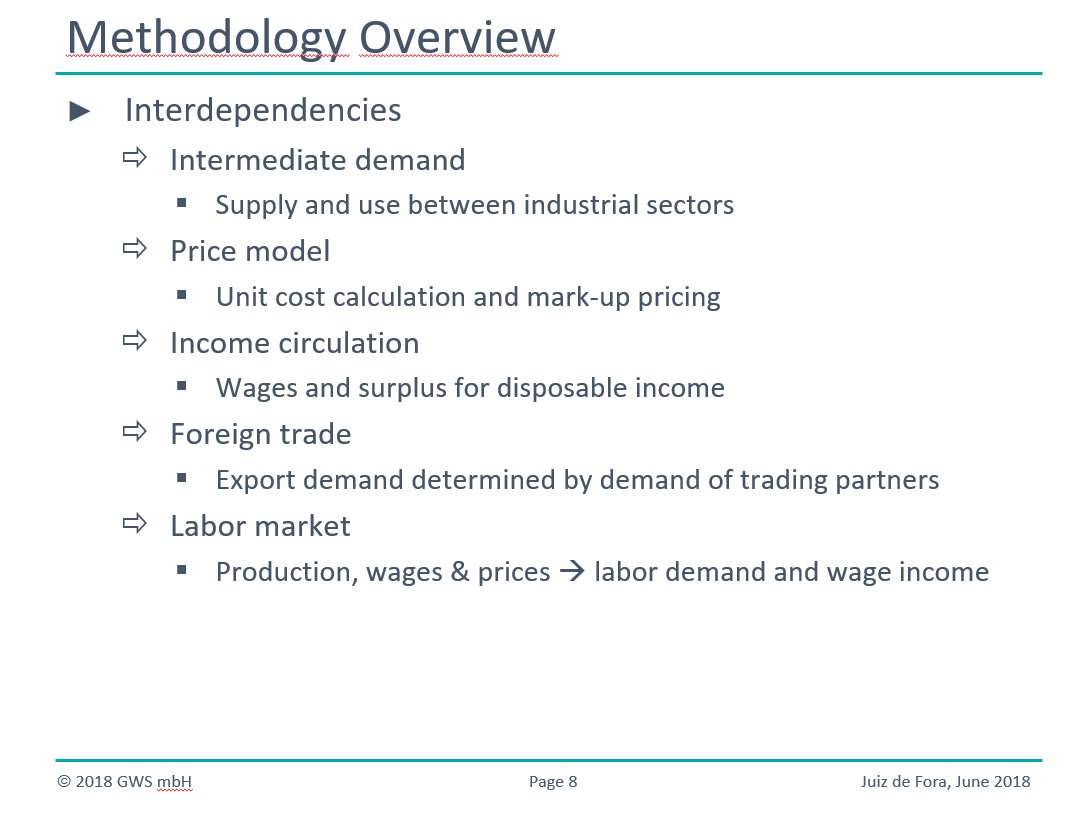 Methodology Overview
► Interdependencies
⇨ Intermediate demand
▪ Supply and use between industrial sectors
⇨ Price model
▪ Unit cost calculation and mark-up pricing
⇨ Income circulation
▪ Wages and surplus for disposable income
⇨ Foreign trade
▪ Export demand determined by demand of trading partners
⇨ Labor market
▪ Production, wages & prices → labor demand and wage income
© 2018 GWS mbH Page 8 Juiz de Fora, June 2018